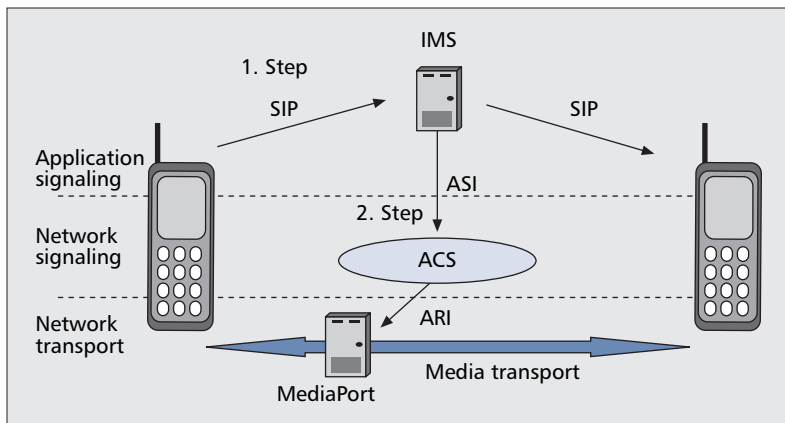 IMS
1. Step
SIP
SIP
Application
signaling
ASI
2. Step
Network
signaling
ACS
Network
transport
ARI
Media transport
MediaPort